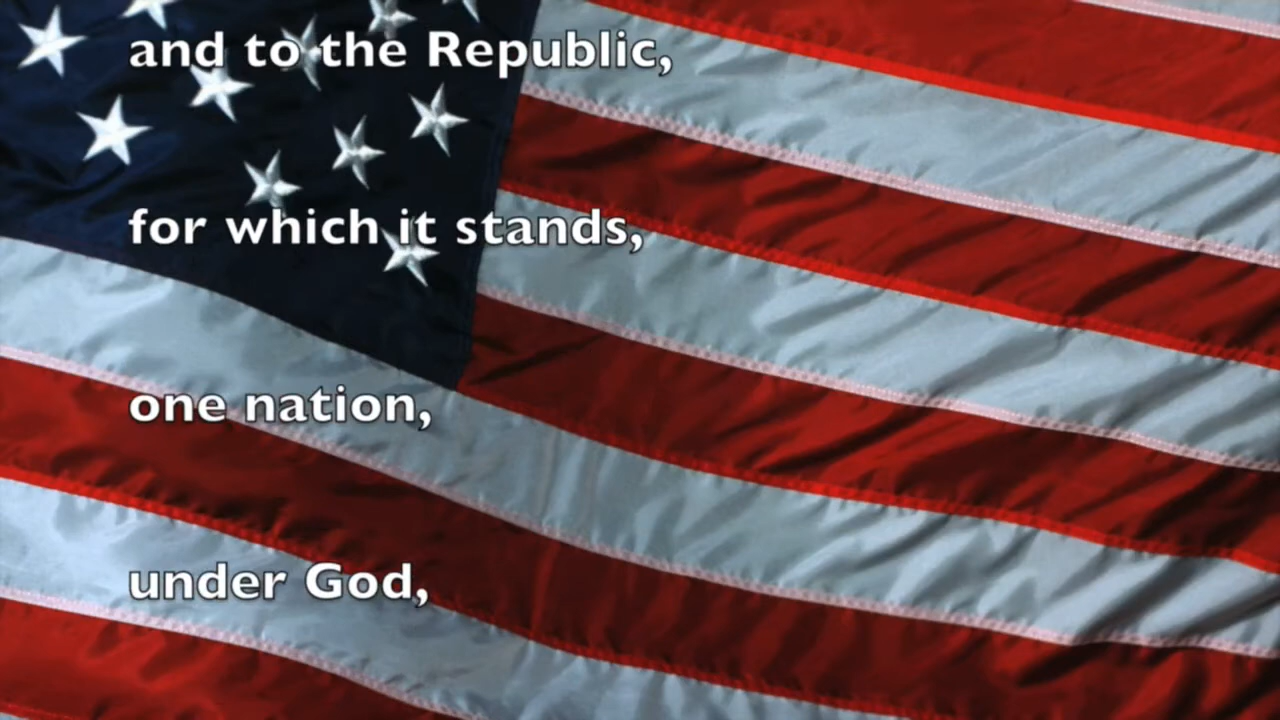 and to the Republic,
for which it stands,
one nation,
under God,